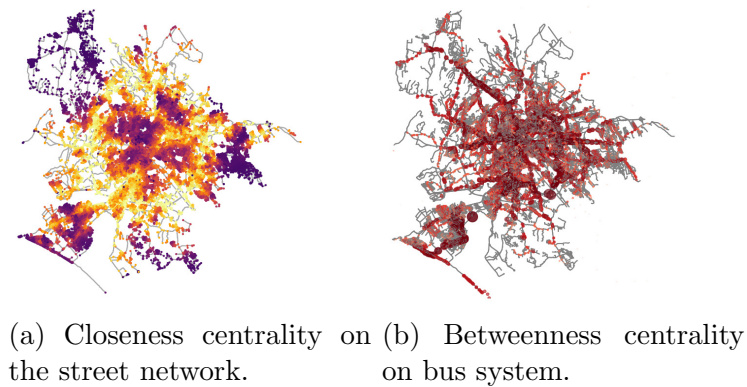 (a) Closeness centrality on
the street network.
(b) Betweenness centrality
on bus system.